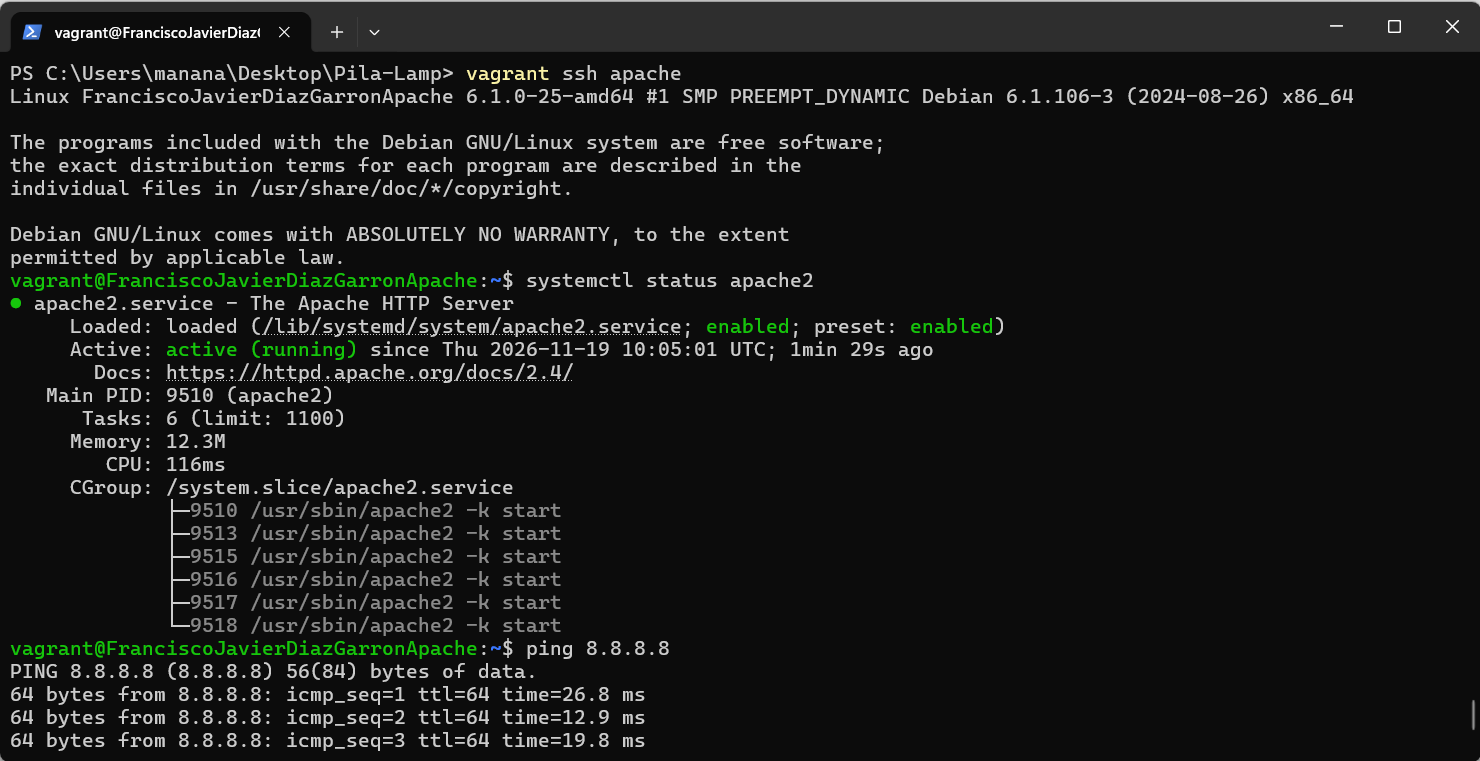 vagrant@FranciscoJavierDiazG
PS C:\Users\manana\Desktop\Pila-Lamp> vagrant ssh apache
Linux FranciscoJavierDiazGarronApache 6.1.0-25-amd64 #1 SMP PREEMPT_DYNAMIC Debian 6.1.106-3 (2024-08-26) x86_64
The programs included with the Debian GNU/Linux system are free software;
the exact distribution terms for each program are described in the
individual files in /usr/share/doc/*/copyright.
Debian GNU/Linux comes with ABSOLUTELY NO WARRANTY, to the extent
permitted by applicable law.
vagrant@FranciscoJavierDiazGarronApache:~$ systemctl status apache2
● apache2.service - The Apache HTTP Server
Loaded: loaded (/lib/systemd/system/apache2.service; enabled; preset: enabled)
Active: active (running) since Thu 2026-11-19 10:05:01 UTC; 1min 29s ago
Docs: https://httpd.apache.org/docs/2.4/
Main PID: 9510 (apache2)
Tasks: 6 (limit: 1100)
Memory: 12.3M
CPU: 116ms
CGroup: /system.slice/apache2.service
├─9510 /usr/sbin/apache2 -k start
├─9513 /usr/sbin/apache2 -k start
├─9515 /usr/sbin/apache2 -k start
├─9516 /usr/sbin/apache2 -k start
├─9517 /usr/sbin/apache2 -k start
└─9518 /usr/sbin/apache2 -k start
vagrant@FranciscoJavierDiazGarronApache:~$ ping 8.8.8.8
PING 8.8.8.8 (8.8.8.8) 56(84) bytes of data.
64 bytes from 8.8.8.8: icmp_seq=1 ttl=64 time=26.8 ms
64 bytes from 8.8.8.8: icmp_seq=2 ttl=64 time=12.9 ms
64 bytes from 8.8.8.8: icmp_seq=3 ttl=64 time=19.8 ms